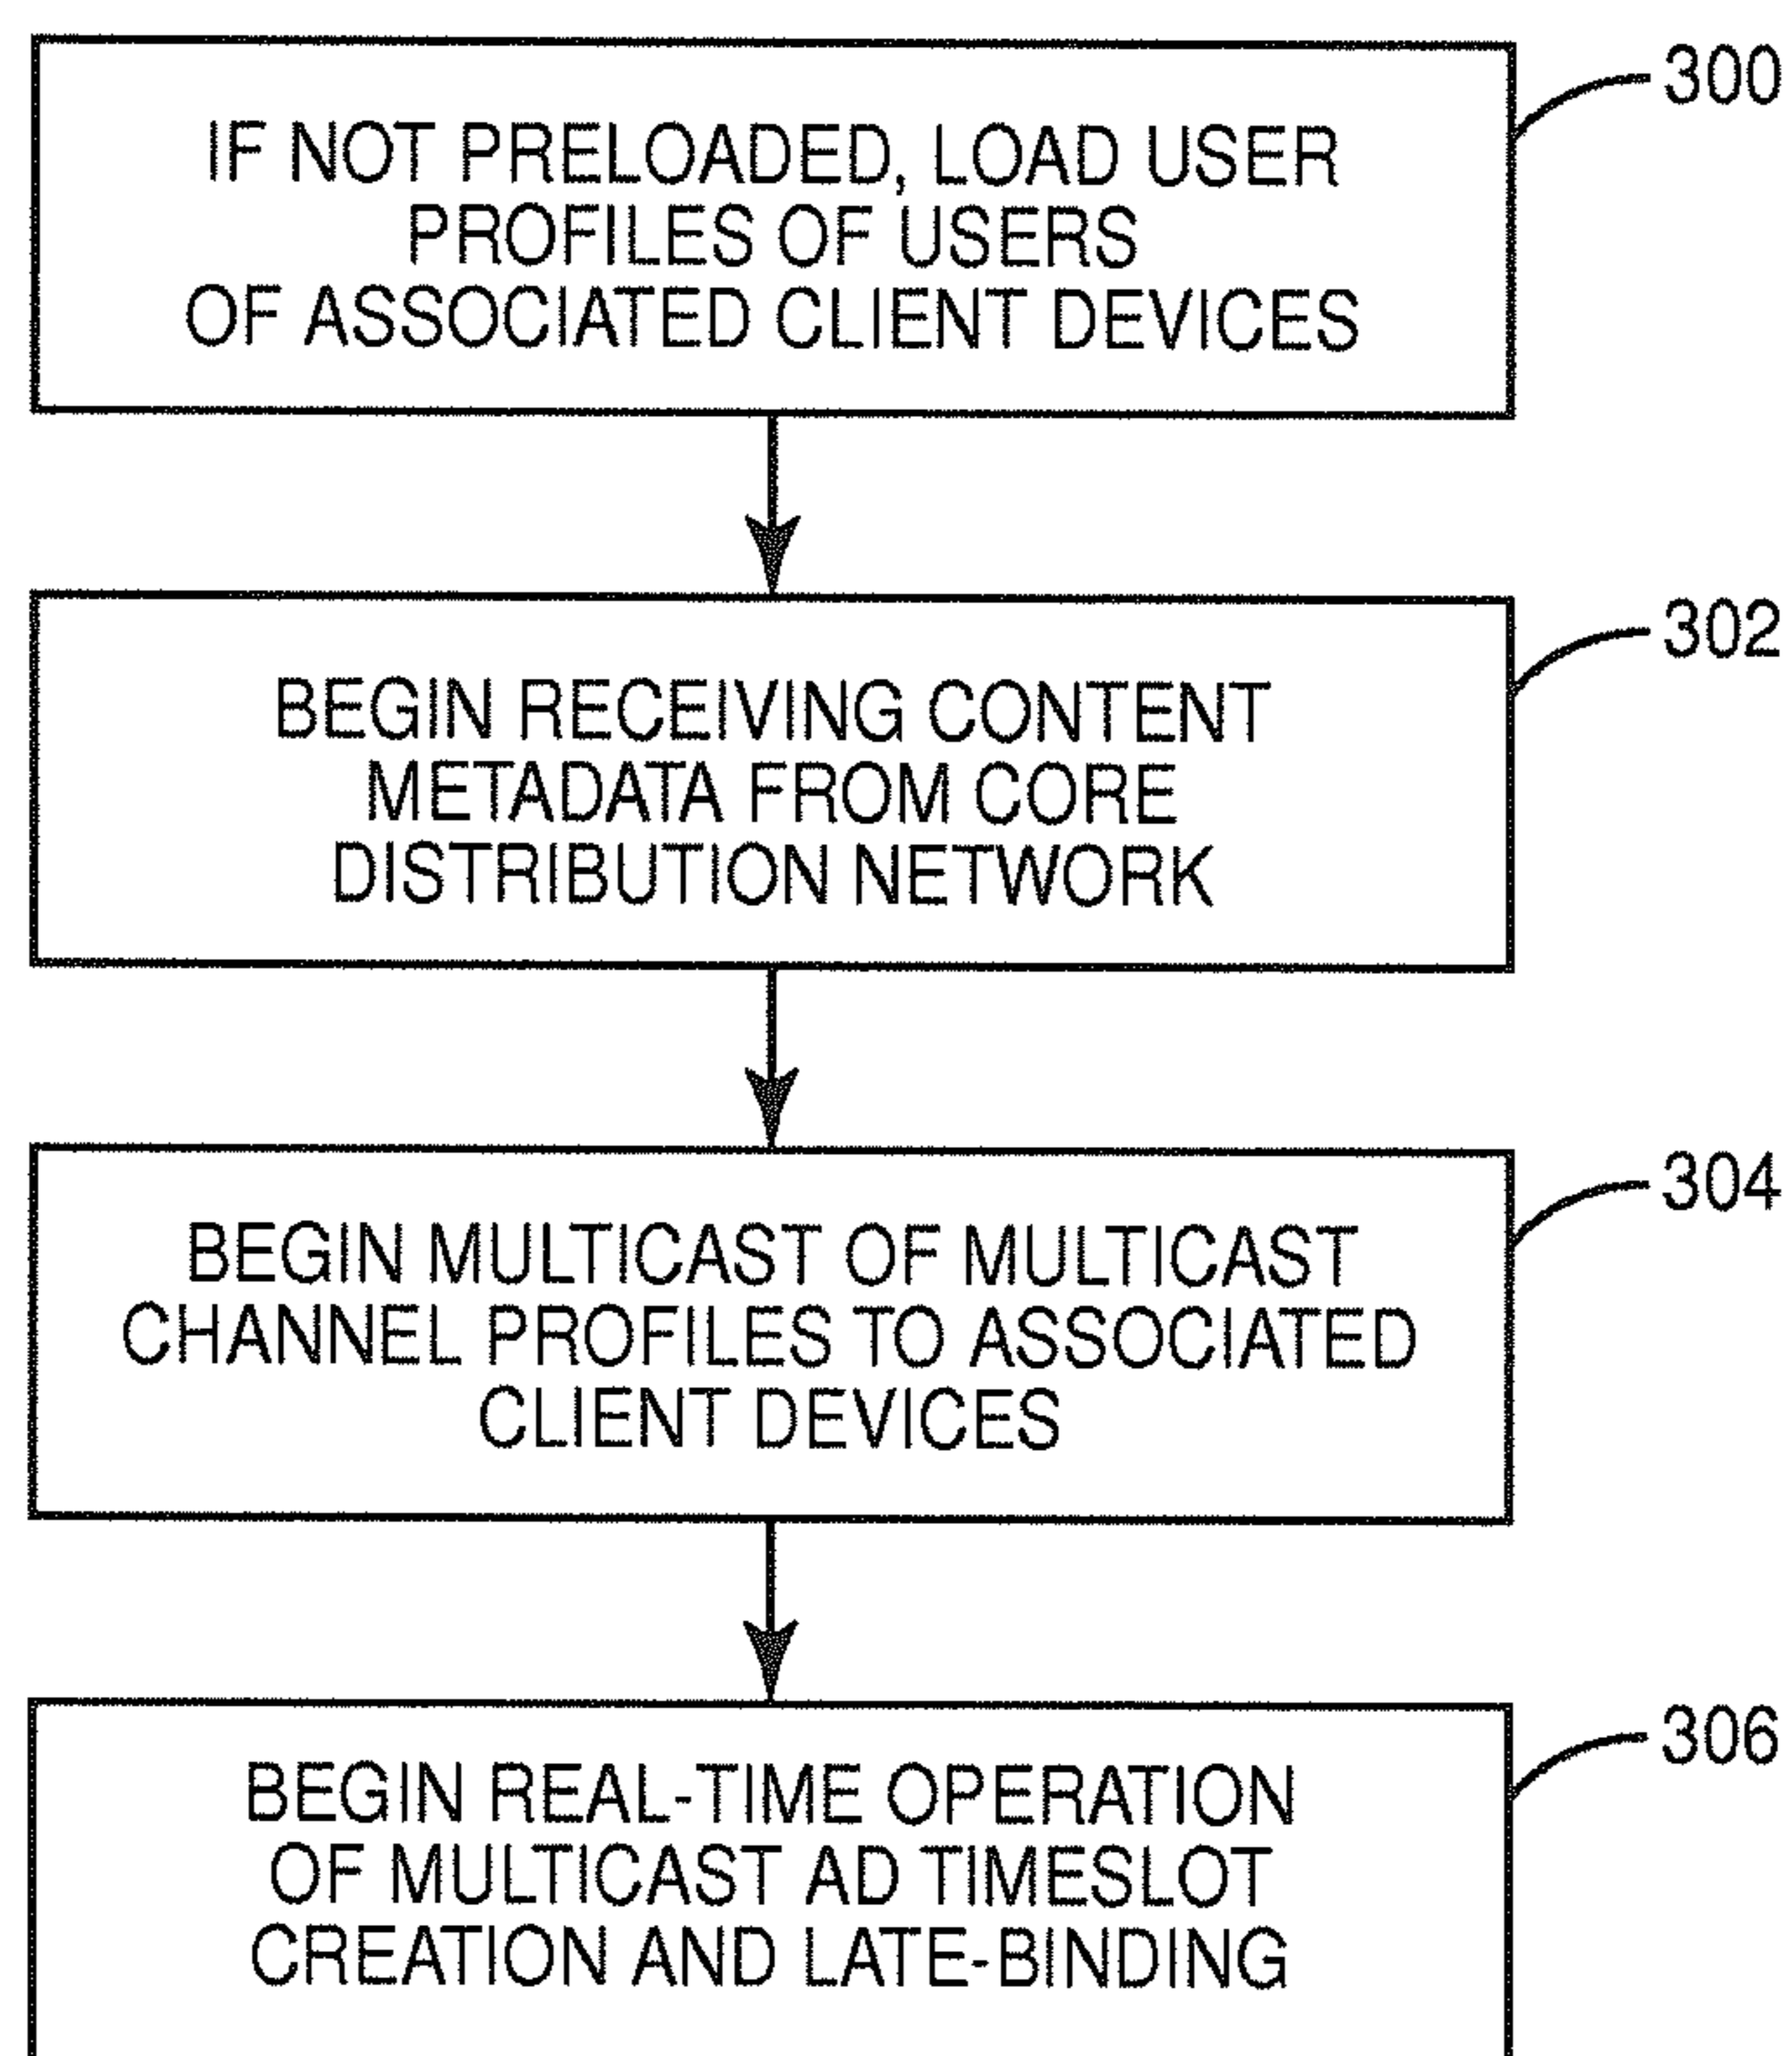 300
IF NOT PRELOADED, LOAD USER
PROFILES OF USERS
OF ASSOCIATED CLIENT DEVICES
302
BEGIN RECEIVING CONTENT
METADATA FROM CORE
DISTRIBUTION NETWORK
304
BEGIN MULTICAST OF MULTICAST
CHANNEL PROFILES TO ASSOCIATED
CLIENT DEVICES
306
BEGIN REAL-TIME OPERATION
OF MULTICAST AD TIMESLOT
CREATION AND LATE-BINDING